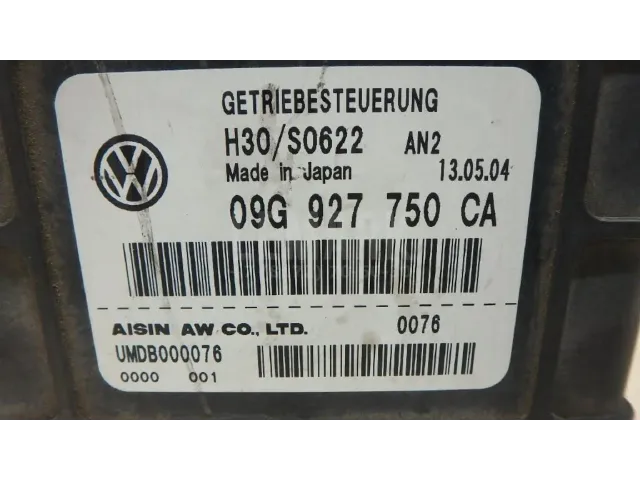 GETRIEBESTEUERUNG
H30/S0622 AN2
Made in Japan 13.05.04
09G 927 750 CA
AISIN AW CO., LTD. 0076
UMDB000076
0000 001